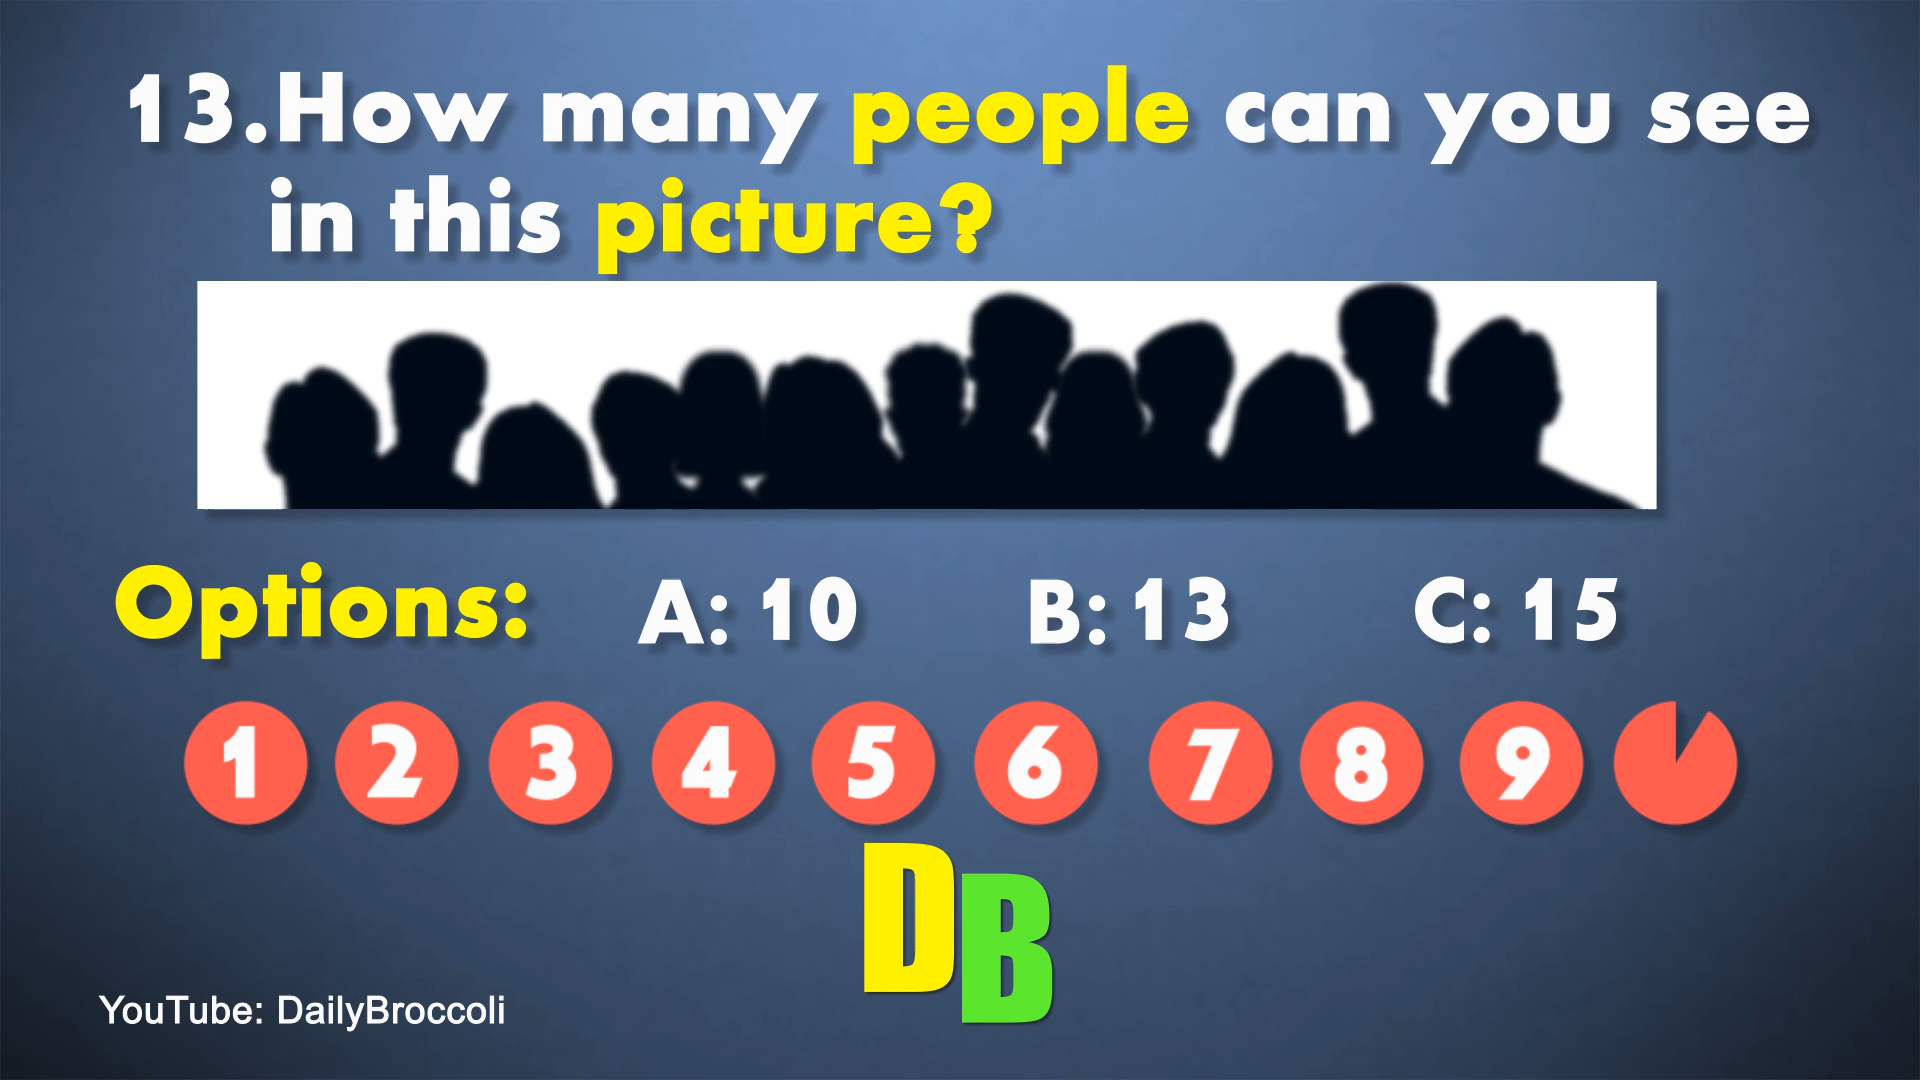 13.How many people can you see
in this picture?
Options: A: 10 B: 13 C: 15
1 2 3 4 5 6 7 8 9
DB
YouTube: DailyBroccoli